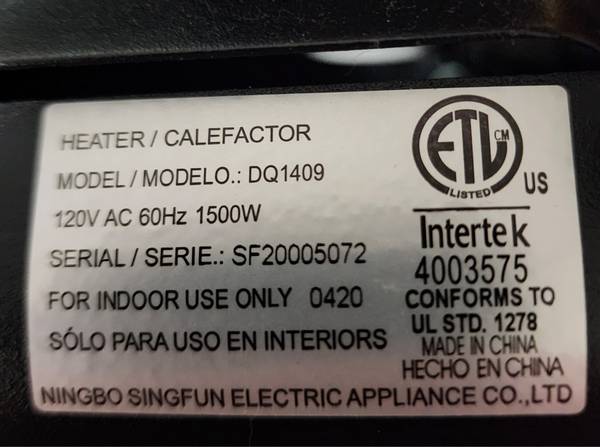 HEATER / CALEFACTOR
MODEL / MODELO.: DQ1409
120V AC 60Hz 1500W
SERIAL / SERIE.: SF20005072
FOR INDOOR USE ONLY 0420
SÓLO PARA USO EN INTERIORES
ETL CM
LISTED
US
Intertek
4003575
CONFORMS TO
UL STD. 1278
MADE IN CHINA
HECHO EN CHINA
NINGBO SINGFUN ELECTRIC APPLIANCE CO.,LTD